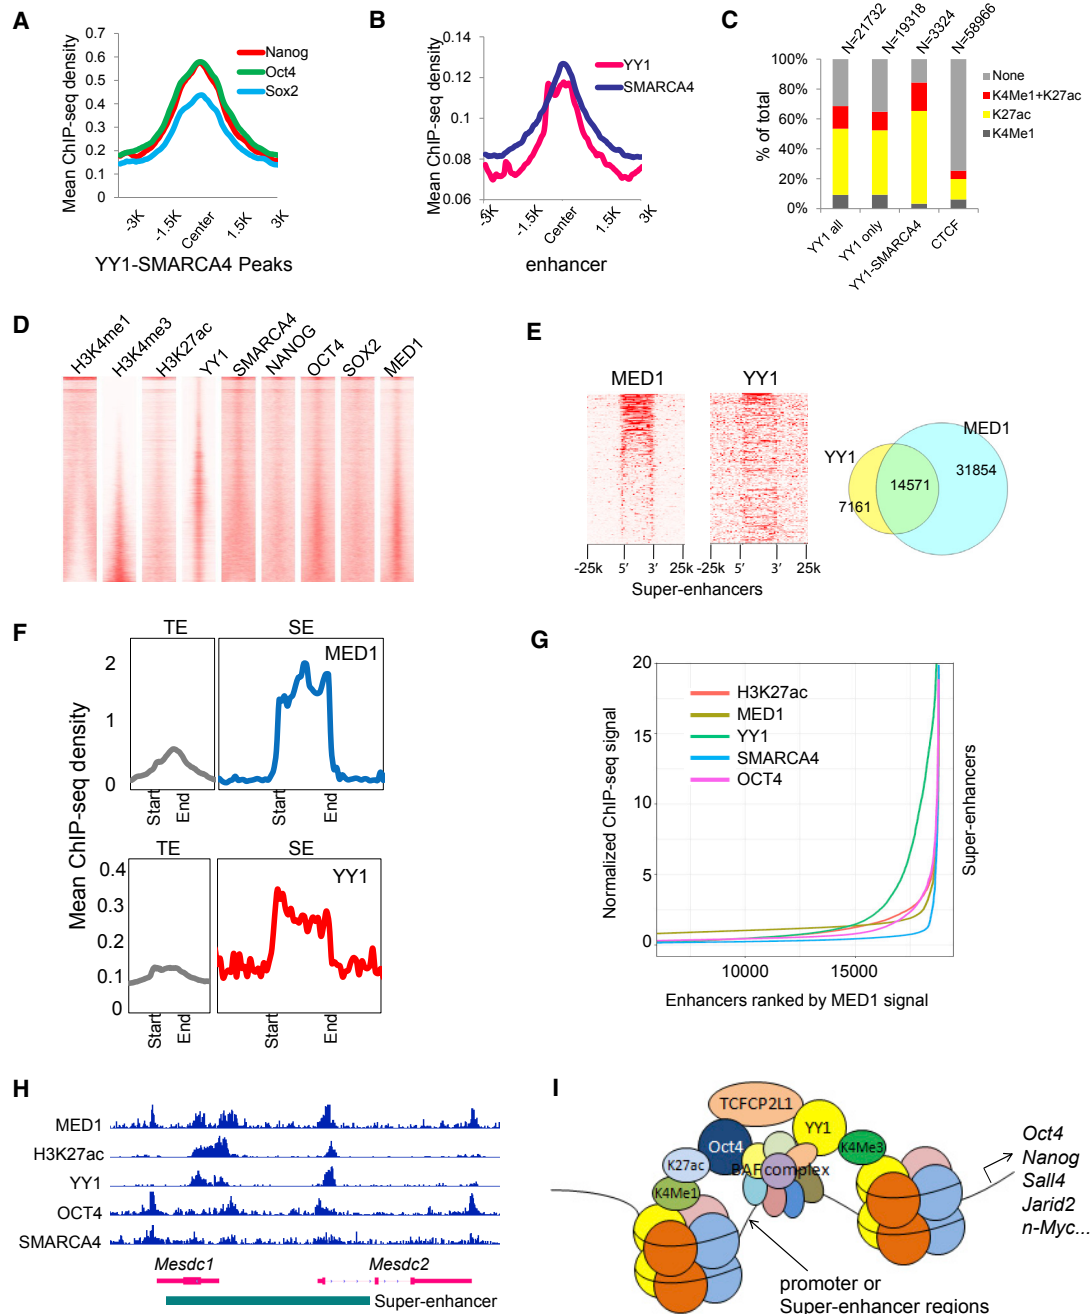 A
Mean ChIP-seq density
0.7
0.6
0.5
0.4
0.3
0.2
0.1
0
Nanog
Oct4
Sox2
-3K
-1.5K
Center
1.5K
3K
YY1-SMARCA4 Peaks
B
Mean ChIP-seq density
0.14
0.12
0.10
0.08
0.06
YY1
SMARCA4
-3K
-1.5K
Center
1.5K
3K
enhancer
C
N=21732
N=19318
N=3324
N=58966
% of total
100%
80%
60%
40%
20%
0%
None
K4Me1+K27ac
K27ac
K4Me1
YY1 all
YY1 only
YY1-SMARCA4
CTCF
D
H3K4me1
H3K4me3
H3K27ac
YY1
SMARCA4
NANOG
OCT4
SOX2
MED1
E
MED1
YY1
-25k
5′
3′
25k
-25k
5′
3′
25k
Super-enhancers
MED1
YY1
31854
14571
7161
F
Mean ChIP-seq density
TE
SE
MED1
2
1
0
Start
End
Start
End
TE
SE
YY1
0.4
0.3
0.2
0.1
0
Start
End
Start
End
G
Normalized ChIP-seq signal
20
15
10
5
0
H3K27ac
MED1
YY1
SMARCA4
OCT4
Super-enhancers
10000
15000
Enhancers ranked by MED1 signal
H
MED1
H3K27ac
YY1
OCT4
SMARCA4
Mesdc1
Mesdc2
Super-enhancer
I
TCFCP2L1
Oct4
YY1
K4Me3
K27ac
BAF complex
K4Me1
Oct4
Nanog
Sall4
Jarid2
n-Myc...
promoter or
Super-enhancer regions